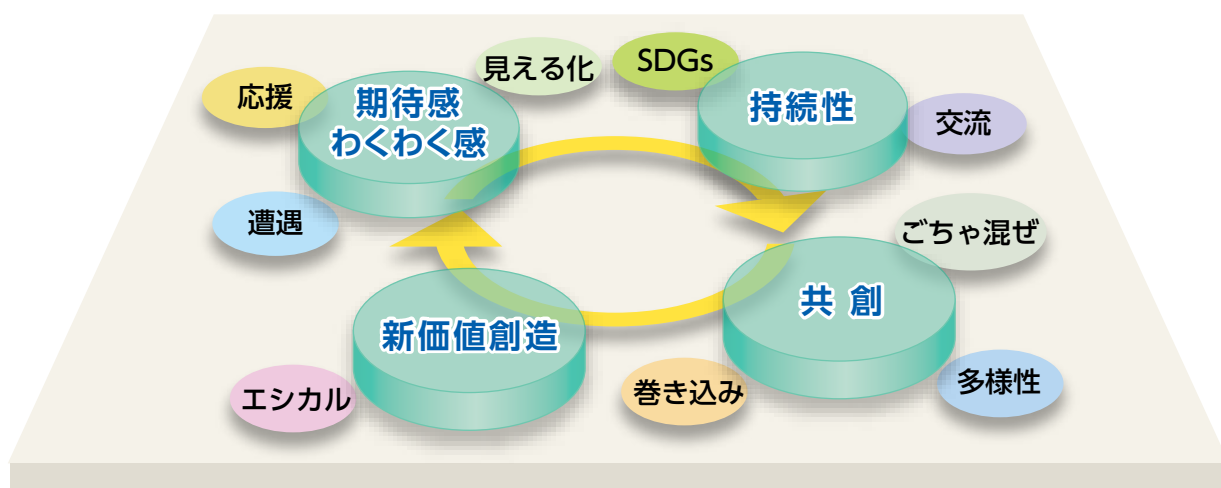 見える化
SDGs
応援
期待感
わくわく感
持続性
交流
遭遇
ごちゃ混ぜ
共 創
新価値創造
エシカル
巻き込み
多様性